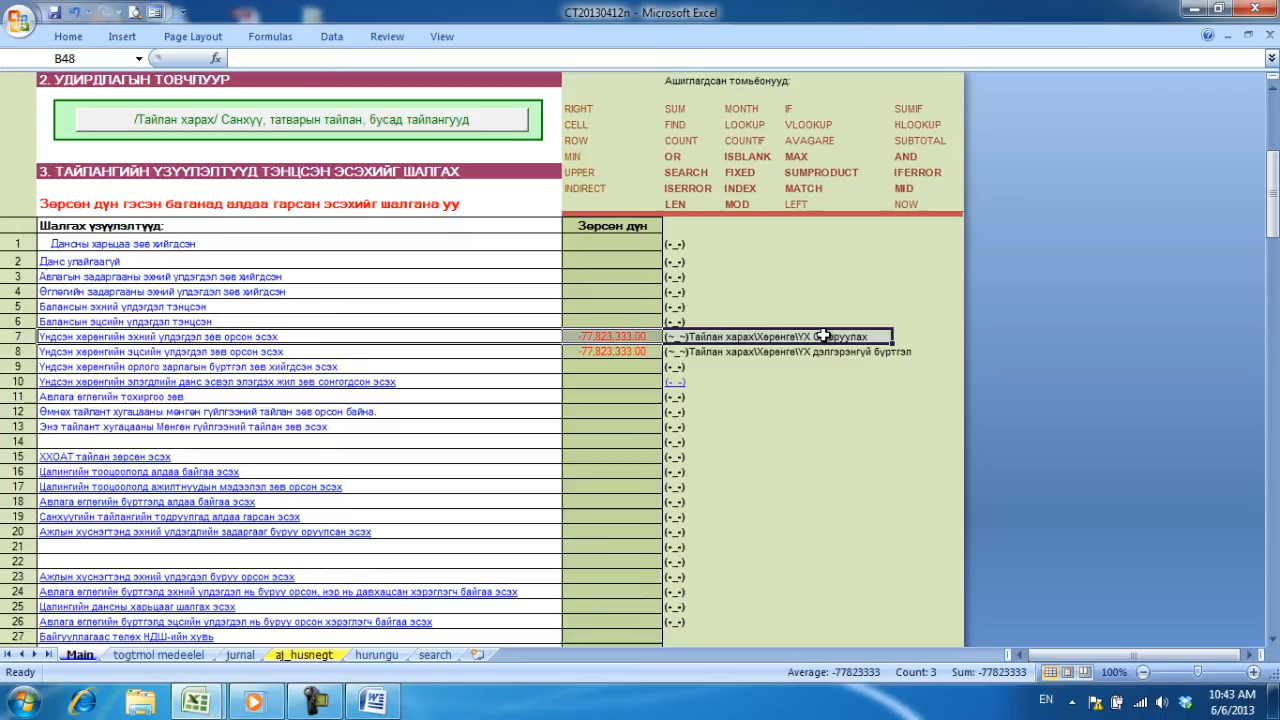 CT20130412n - Microsoft Excel
Home Insert Page Layout Formulas Data Review View
B48 fx
2. УДИРДЛАГЫН ТОВЧЛУУР
Ашиглагдсан томьёонууд:
/Тайлан харах/ Санхүү, татварын тайлан, бусад тайлангууд
RIGHT SUM MONTH IF SUMIF
CELL FIND LOOKUP VLOOKUP HLOOKUP
ROW COUNT COUNTIF AVAGARE SUBTOTAL
MIN OR ISBLANK MAX AND
UPPER SEARCH FIXED SUMPRODUCT IFERROR
INDIRECT ISERROR INDEX MATCH MID
LEN MOD LEFT NOW
3. ТАЙЛАНГИЙН ҮЗҮҮЛЭЛТҮҮД ТЭНЦСЭН ЭСЭХИЙГ ШАЛГАХ
Зөрсөн дүн гэсэн баганад алдаа гарсан эсэхийг шалгана уу
Шалгах үзүүлэлтүүд: Зөрсөн дүн
1 Дансны харьцаа зөв хийгдсэн (-_-)
2 Данс улайгаагүй (-_-)
3 Авлагын задаргааны эхний үлдэгдэл зөв хийгдсэн (-_-)
4 Өглөгийн задаргааны эхний үлдэгдэл зөв хийгдсэн (-_-)
5 Балансын эхний үлдэгдэл тэнцсэн (-_-)
6 Балансын эцсийн үлдэгдэл тэнцсэн (-_-)
7 Үндсэн хөрөнгийн эхний үлдэгдэл зөв орсон эсэх -77,823,333.00 (~_~)Тайлан харах\Хөрөнгө\ҮХ
8 Үндсэн хөрөнгийн эцсийн үлдэгдэл зөв орсон эсэх -77,823,333.00 (~_~)Тайлан харах\Хөрөнгө\ҮХ дэлгэрэнгүй бүртгэл
9 Үндсэн хөрөнгийн орлого зарлагын бүртгэл зөв хийгдсэн эсэх (-_-)
10 Үндсэн хөрөнгийн элэгдлийн данс эсвэл элэгдэх жил зөв сонгогдсон эсэх (-_-)
11 Авлага өглөгийн тохиргоо зөв (-_-)
12 Өмнөх тайлант хугацааны мөнгөн гүйлгээний тайлан зөв орсон байна. (-_-)
13 Энэ тайлант хугацааны Мөнгөн гүйлгээний тайлан зөв эсэх (-_-)
14 (-_-)
15 ХХОАТ тайлан зөрсөн эсэх (-_-)
16 Цалингийн тооцоололд алдаа байгаа эсэх (-_-)
17 Цалингийн тооцоололд ажилтнуудын мэдээлэл зөв орсон эсэх (-_-)
18 Авлага өглөгийн бүртгэлд алдаа байгаа эсэх (-_-)
19 Санхүүгийн тайлангийн тодруулгад алдаа гарсан эсэх (-_-)
20 Ажлын хүснэгтэнд эхний үлдэгдлийн задаргааг буруу оруулсан эсэх (-_-)
21 (-_-)
22 (-_-)
23 Ажлын хүснэгтэнд эхний үлдэгдэл буруу орсон эсэх (-_-)
24 Авлага өглөгийн бүртгэлд эхний үлдэгдэл нь буруу орсон, нэр нь давхацсан хэрэглэгч байгаа эсэх (-_-)
25 Цалингийн дансны харьцааг шалгах эсэх (-_-)
26 Авлага өглөгийн бүртгэлд эцсийн үлдэгдэл нь буруу орсон хэрэглэгч байгаа эсэх (-_-)
27 Байгууллагаас төлөх НДШ-ийн хувь
Main togtmol medeelel jurnal aj_husnegt hurungu search
Ready Average: -77823333 Count: 3 Sum: -77823333 100%
EN 10:43 AM
6/6/2013